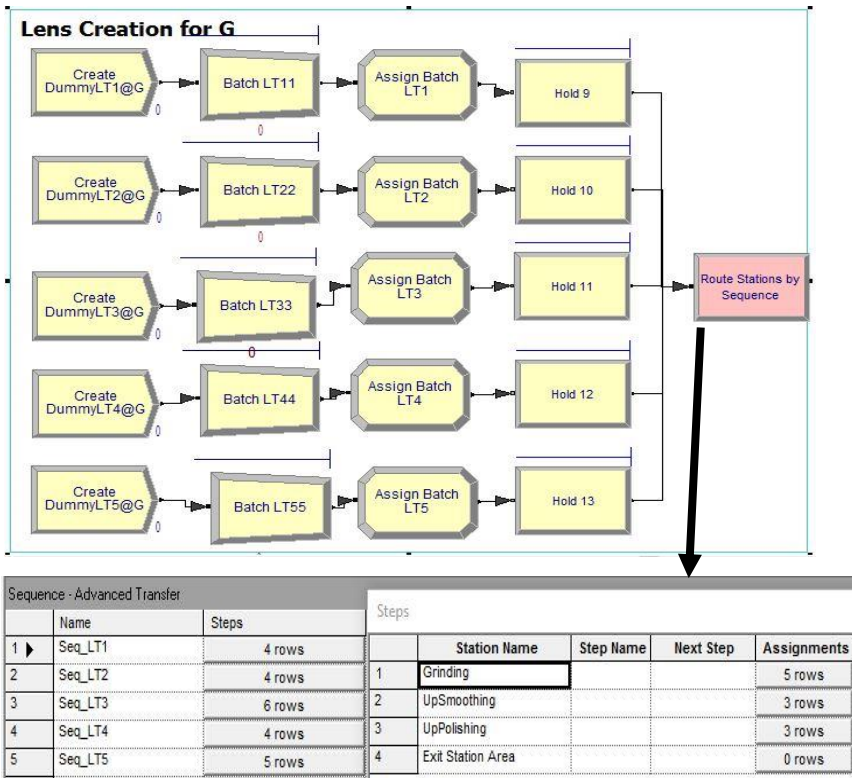 Lens Creation for G
Create
DummyLT1@G
0
Batch LT11
0
Assign Batch
LT1
Hold 9
Create
DummyLT2@G
0
Batch LT22
0
Assign Batch
LT2
Hold 10
Create
DummyLT3@G
0
Batch LT33
0
Assign Batch
LT3
Hold 11
Route Stations by
Sequence
Create
DummyLT4@G
0
Batch LT44
Assign Batch
LT4
Hold 12
Create
DummyLT5@G
0
Batch LT55
Assign Batch
LT5
Hold 13
Sequence - Advanced Transfer
Name Steps
1 Seq_LT1 4 rows
2 Seq_LT2 4 rows
3 Seq_LT3 6 rows
4 Seq_LT4 4 rows
5 Seq_LT5 5 rows
Steps
Station Name Step Name Next Step Assignments
1 Grinding 5 rows
2 UpSmoothing 3 rows
3 UpPolishing 3 rows
4 Exit Station Area 0 rows